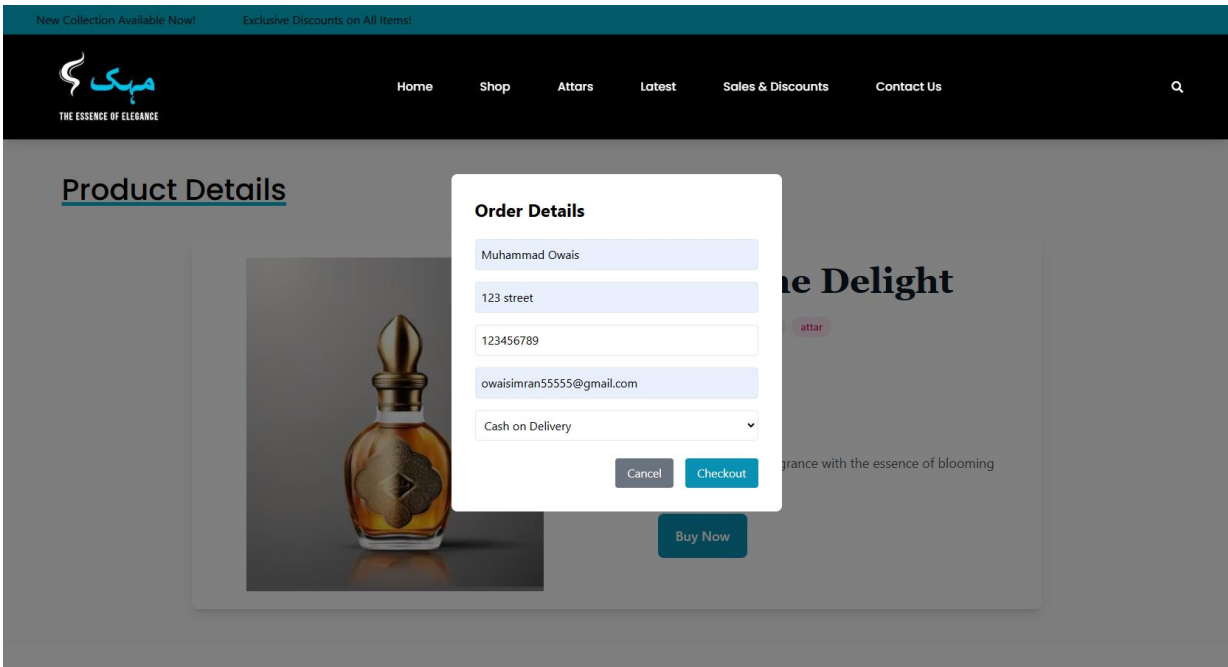 New Collection Available Now! Exclusive Discounts on All Items!
مہک
THE ESSENCE OF ELEGANCE
Home Shop Attars Latest Sales & Discounts Contact Us
Product Details
Order Details
Muhammad Owais
123 street
123456789
owaisimran55555@gmail.com
Cash on Delivery
Cancel Checkout
Delight
attar
with the essence of blooming
Buy Now